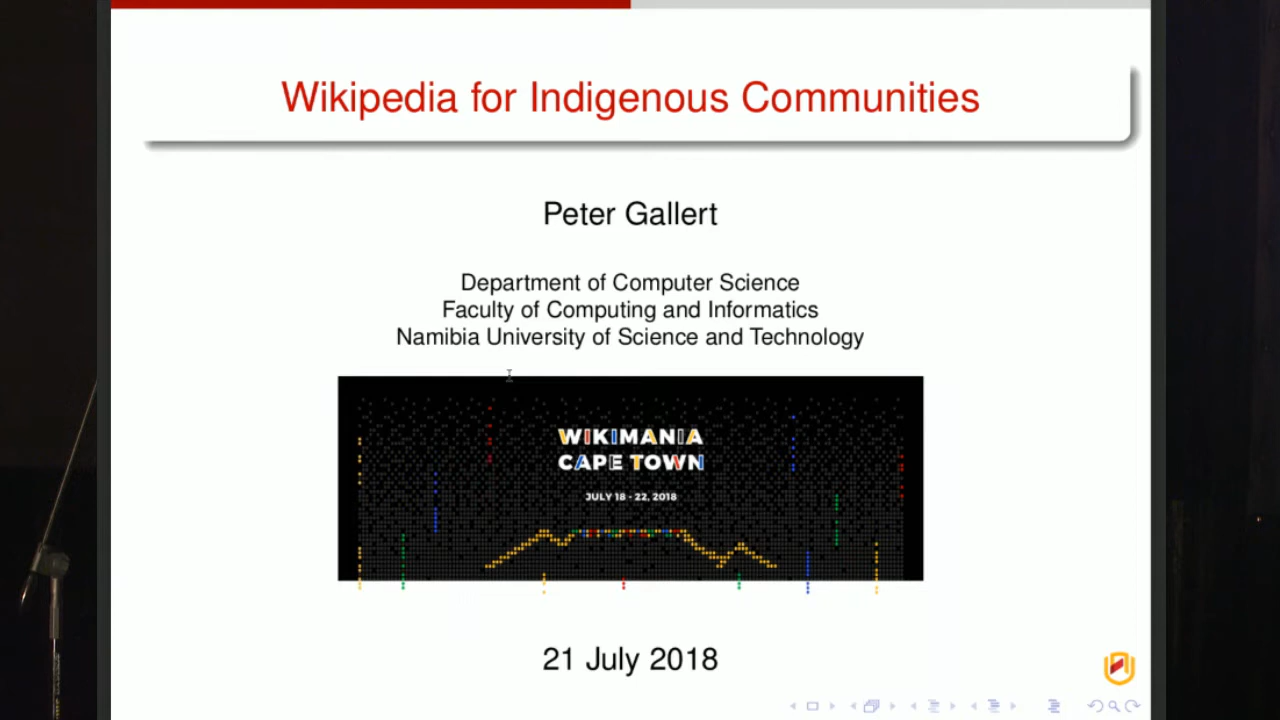 Wikipedia for Indigenous Communities
Peter Gallert
Department of Computer Science
Faculty of Computing and Informatics
Namibia University of Science and Technology
WIKIMANIA
CAPE TOWN
JULY 18 - 22, 2018
21 July 2018